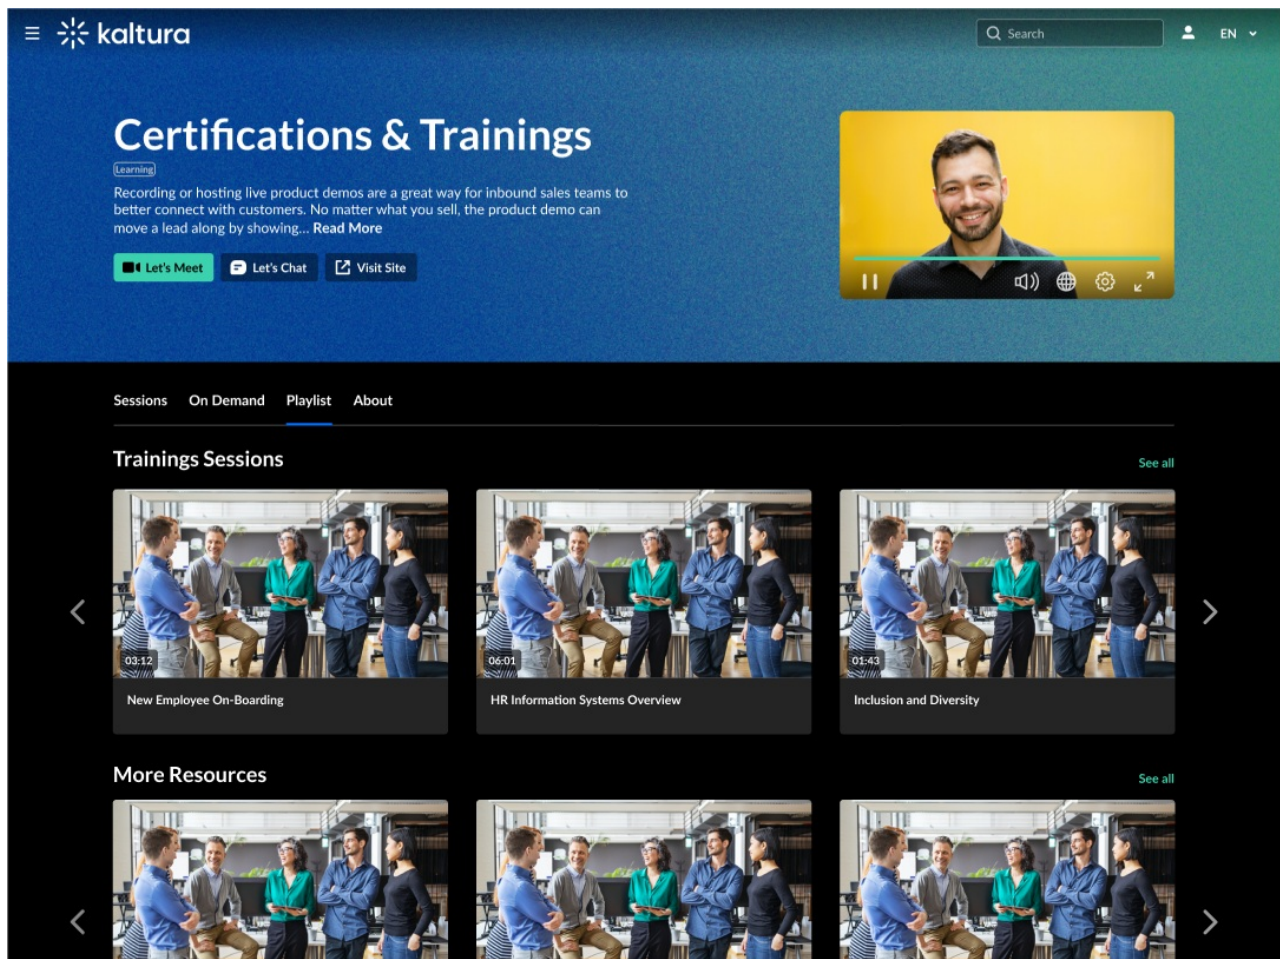 kaltura
Search
EN
Certifications & Trainings
Learning
Recording or hosting live product demos are a great way for inbound sales teams to
better connect with customers. No matter what you sell, the product demo can
move a lead along by showing... Read More
Let's Meet
Let's Chat
Visit Site
Sessions
On Demand
Playlist
About
Trainings Sessions
See all
03:12
06:01
01:43
New Employee On-Boarding
HR Information Systems Overview
Inclusion and Diversity
More Resources
See all